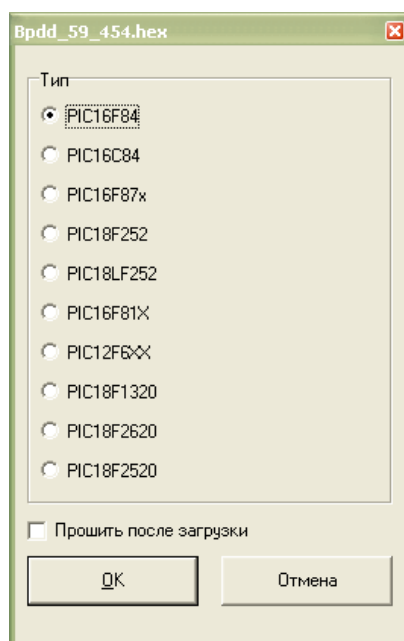 Bpdd_59_454.hex
Тип
PIC16F84
PIC16C84
PIC16F87x
PIC18F252
PIC18LF252
PIC16F81X
PIC12F6XX
PIC18F1320
PIC18F2620
PIC18F2520
Прошить после загрузки
OK
Отмена